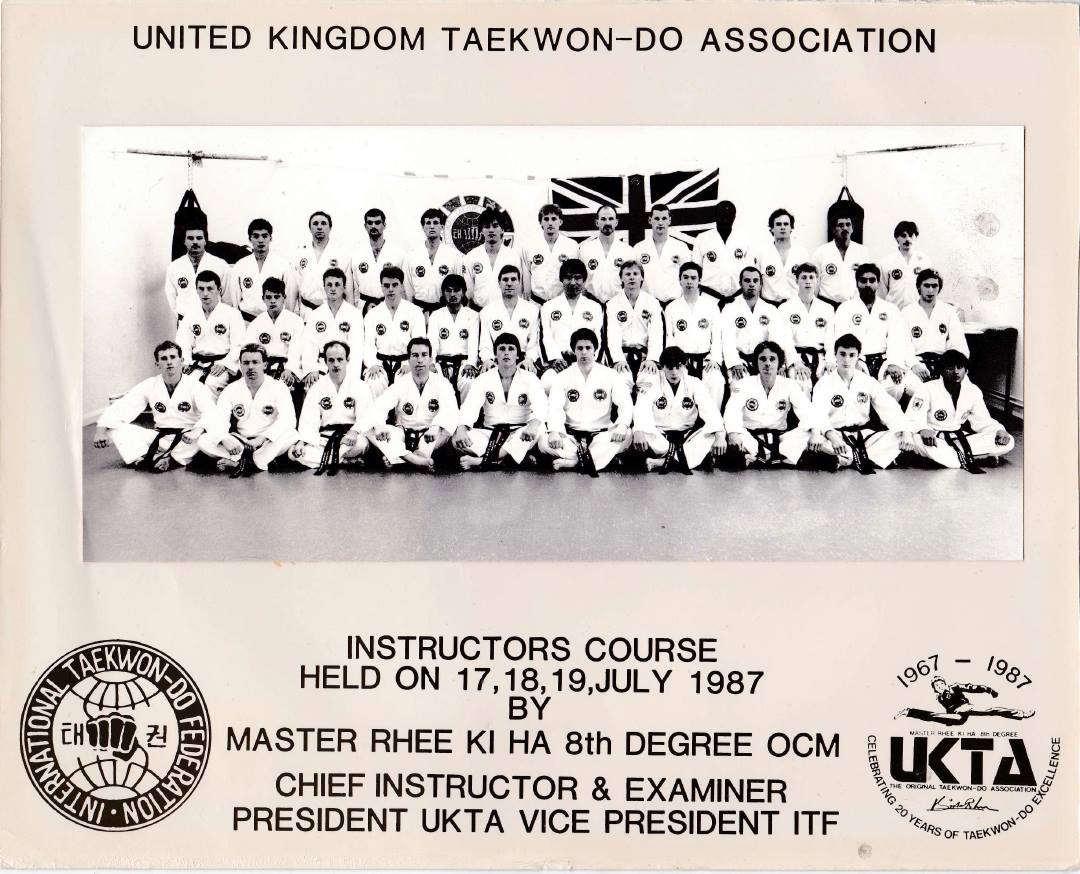 UNITED KINGDOM TAEKWON-DO ASSOCIATION
INSTRUCTORS COURSE
HELD ON 17,18,19,JULY 1987
BY
MASTER RHEE KI HA 8th DEGREE OCM
CHIEF INSTRUCTOR & EXAMINER
PRESIDENT UKTA VICE PRESIDENT ITF
INTERNATIONAL TAEKWON-DO FEDERATION
태 권
1967 - 1987
MASTER RHEE KI HA 8th DEGREE
UKTA
THE ORIGINAL TAEKWON-DO ASSOCIATION
CELEBRATING 20 YEARS OF TAEKWON-DO EXCELLENCE